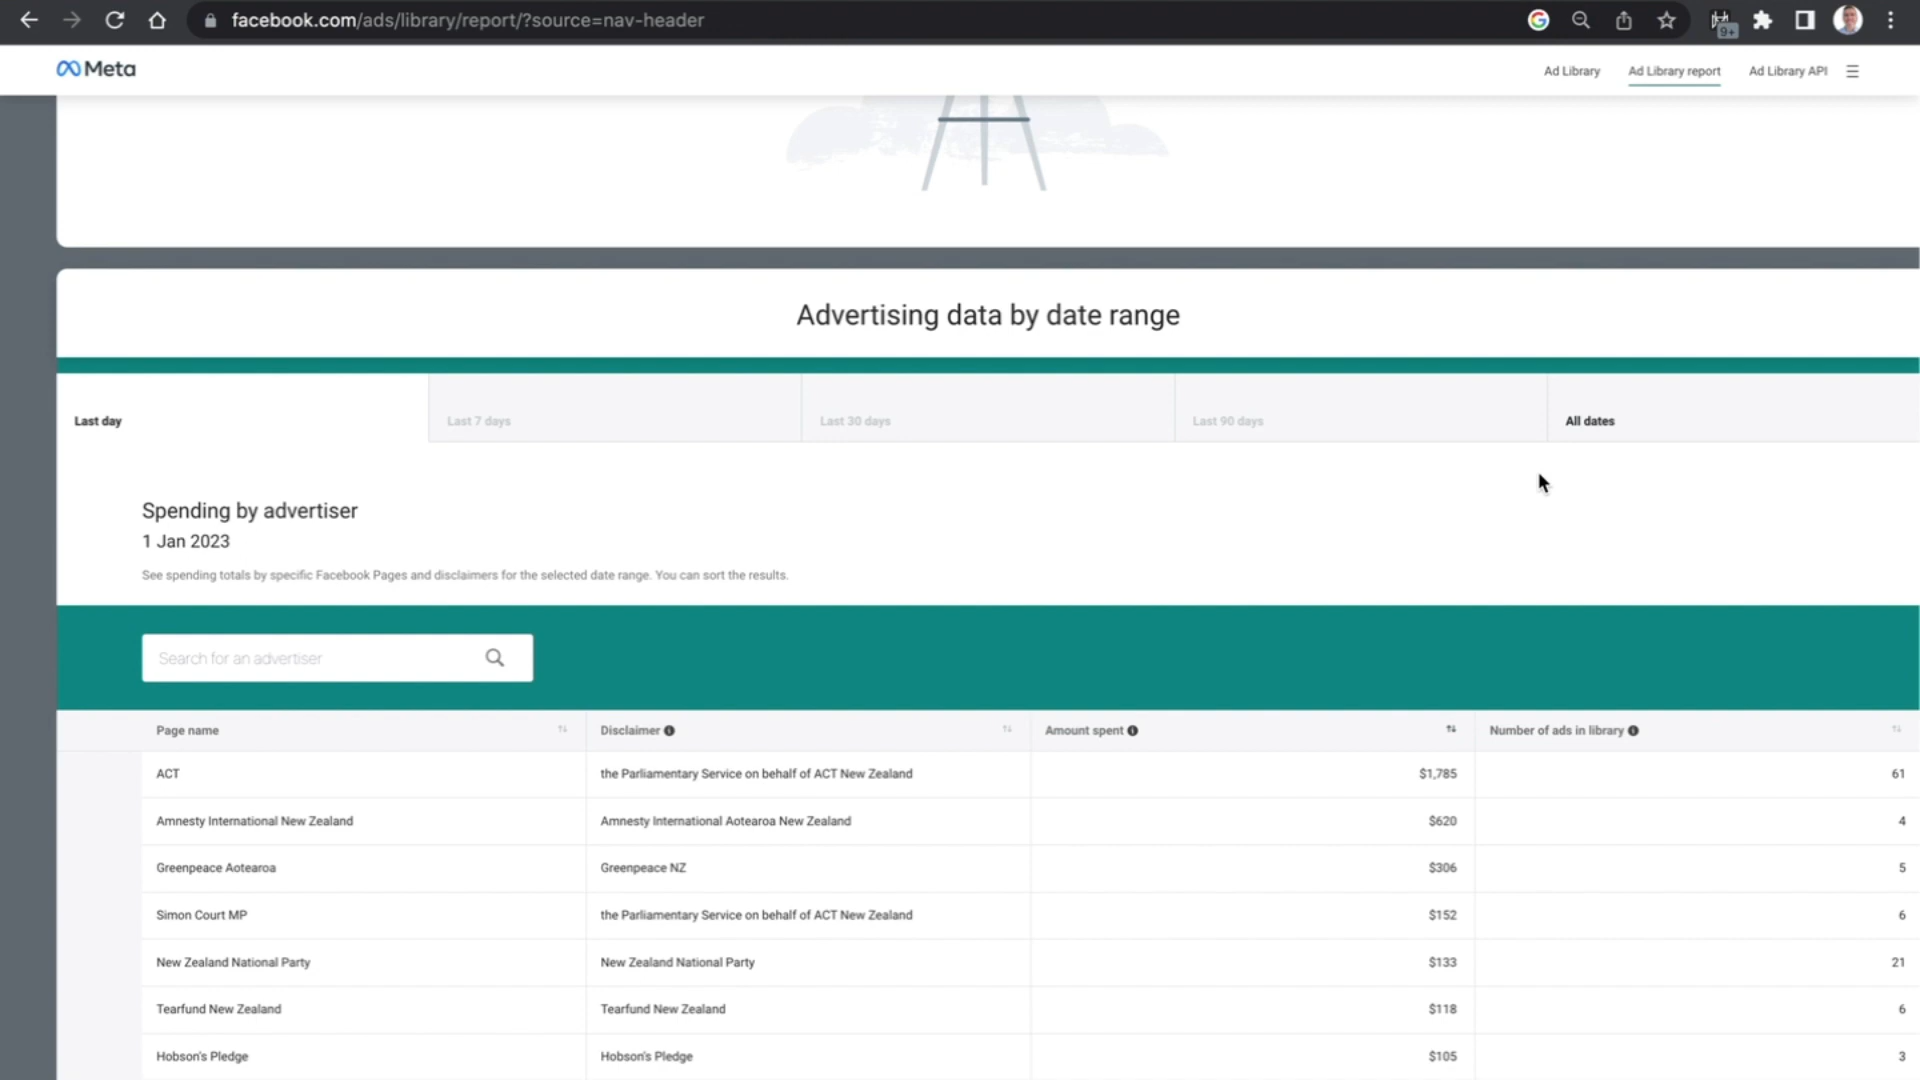 facebook.com/ads/library/report/?source=nav-header
9+
Meta
Ad Library
Ad Library report
Ad Library API
Advertising data by date range
Last day
Last 7 days
Last 30 days
Last 90 days
All dates
Spending by advertiser
1 Jan 2023
See spending totals by specific Facebook Pages and disclaimers for the selected date range. You can sort the results.
Search for an advertiser
Page name Disclaimer Amount spent Number of ads in library
ACT the Parliamentary Service on behalf of ACT New Zealand $1,785 61
Amnesty International New Zealand Amnesty International Aotearoa New Zealand $620 4
Greenpeace Aotearoa Greenpeace NZ $306 5
Simon Court MP the Parliamentary Service on behalf of ACT New Zealand $152 6
New Zealand National Party New Zealand National Party $133 21
Tearfund New Zealand Tearfund New Zealand $118 6
Hobson's Pledge Hobson's Pledge $105 3